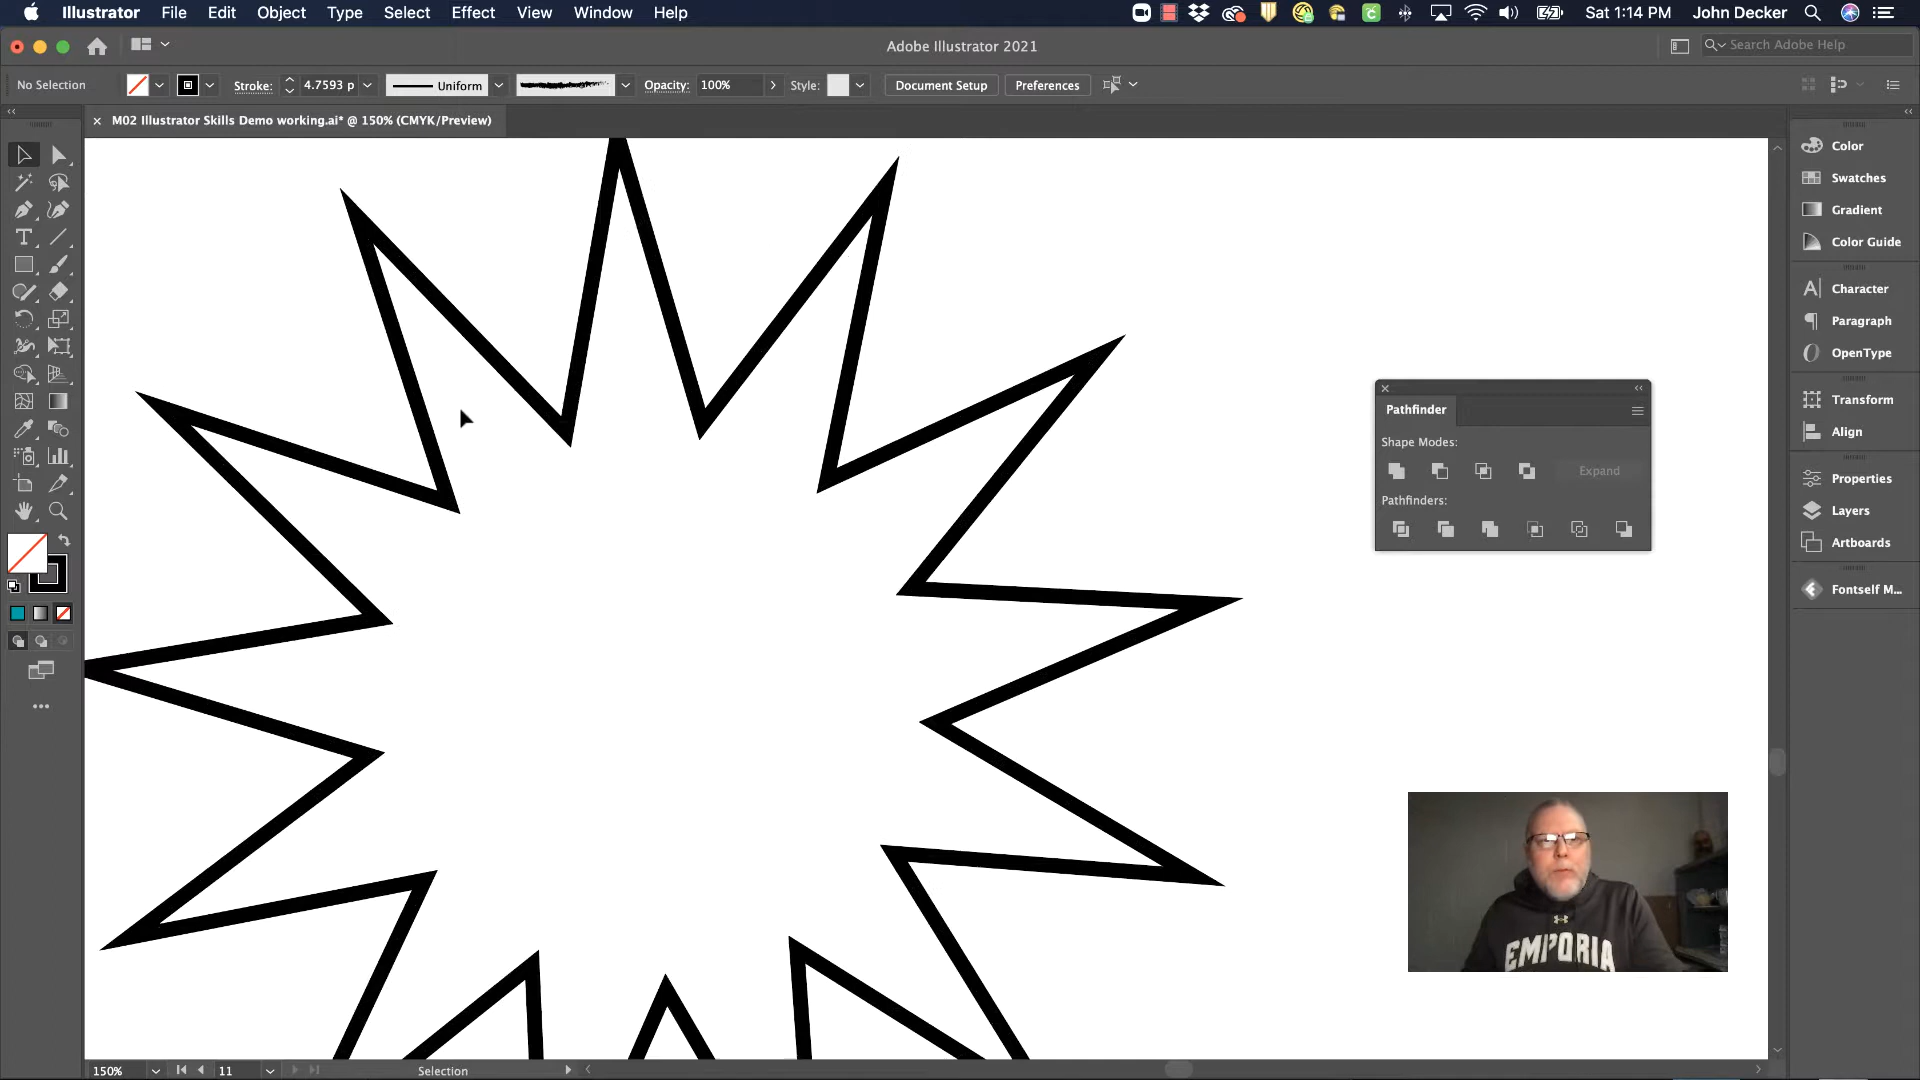 Illustrator File Edit Object Type Select Effect View Window Help
Sat 1:14 PM John Decker
Adobe Illustrator 2021
Search Adobe Help
No Selection
Stroke: 4.7593 p
Uniform
Opacity: 100%
Style:
Document Setup
Preferences
M02 Illustrator Skills Demo working.ai* @ 150% (CMYK/Preview)
Color
Swatches
Gradient
Color Guide
Character
Paragraph
OpenType
Transform
Align
Properties
Layers
Artboards
Fontself M...
Pathfinder
Shape Modes:
Expand
Pathfinders:
EMPORIA
150%
11
Selection